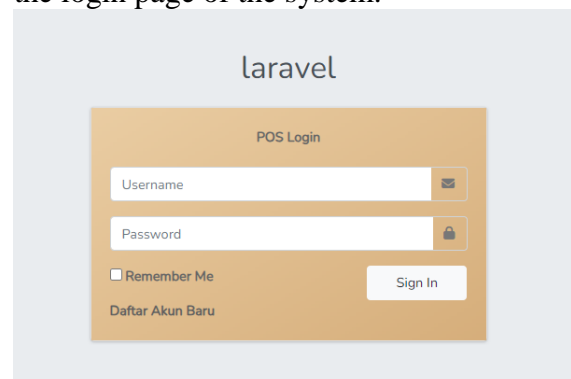 the login page of the system.
laravel
POS Login
Username
Password
Remember Me
Sign In
Daftar Akun Baru